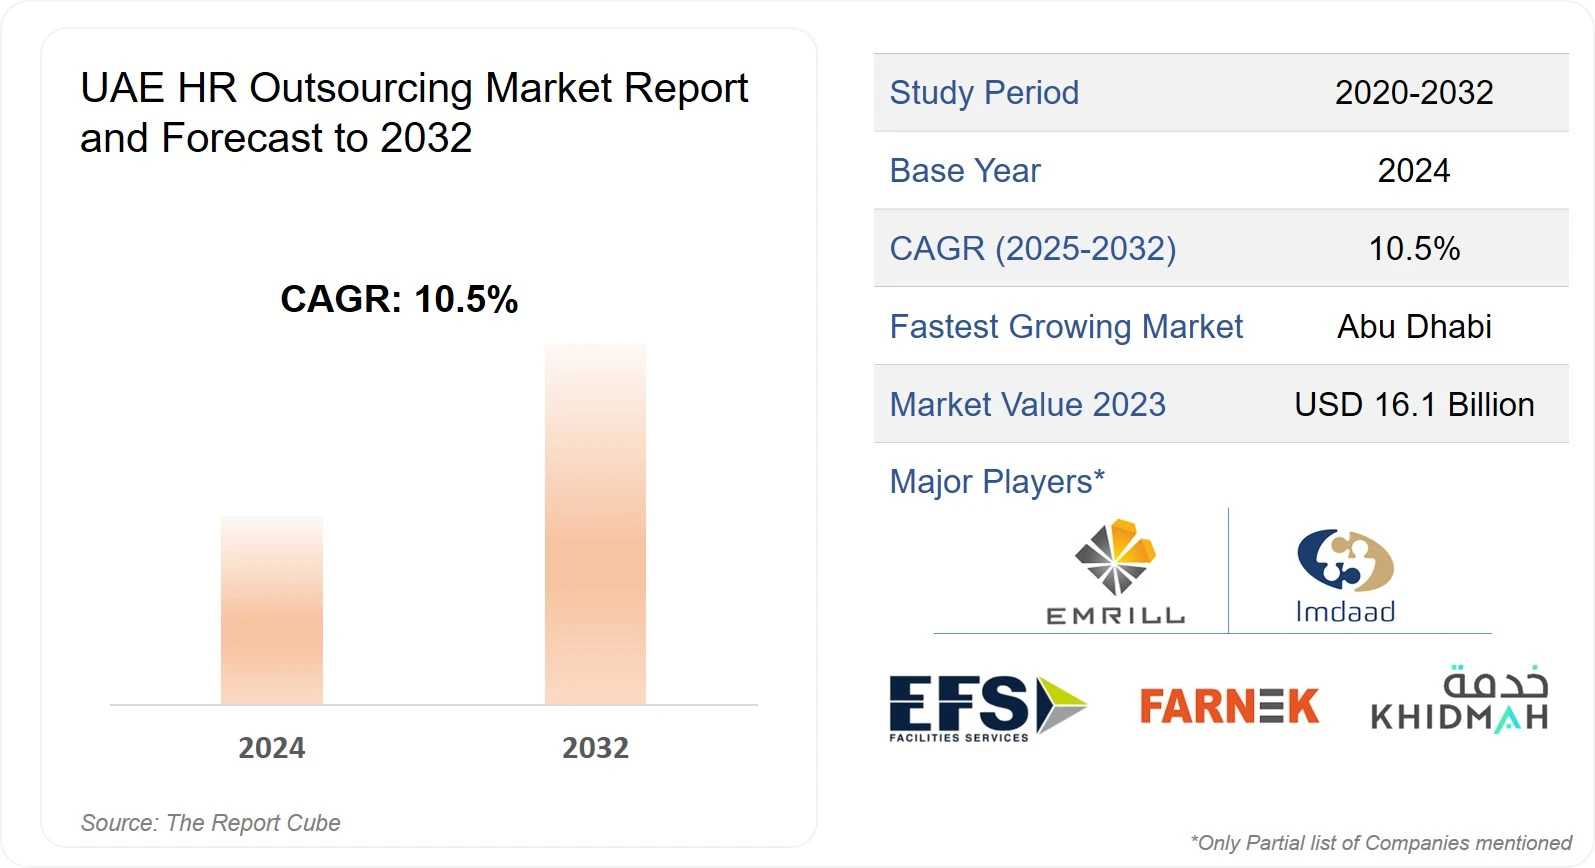 UAE HR Outsourcing Market Report
and Forecast to 2032
CAGR: 10.5%
2024 2032
Source: The Report Cube
Study Period 2020-2032
Base Year 2024
CAGR (2025-2032) 10.5%
Fastest Growing Market Abu Dhabi
Market Value 2023 USD 16.1 Billion
Major Players*
EMRILL
Imdaad
EFS
FACILITIES SERVICES
FARNEK
خدمة
KHIDMAH
*Only Partial list of Companies mentioned